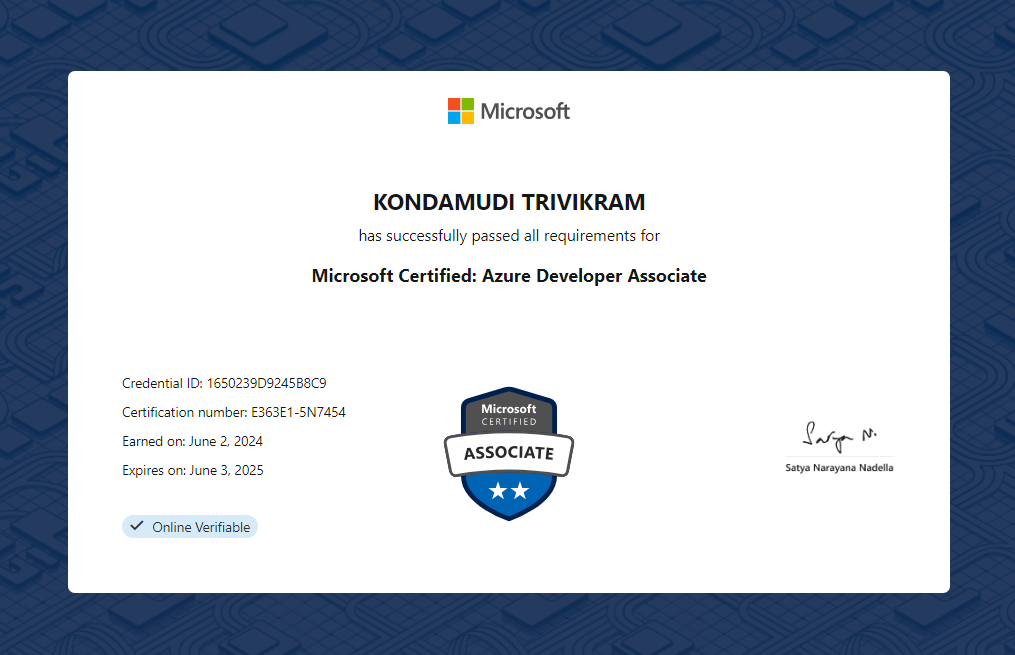 Microsoft
KONDAMUDI TRIVIKRAM
has successfully passed all requirements for
Microsoft Certified: Azure Developer Associate
Credential ID: 1650239D9245B8C9
Certification number: E363E1-5N7454
Earned on: June 2, 2024
Expires on: June 3, 2025
Online Verifiable
Microsoft
CERTIFIED
ASSOCIATE
Satya N.
Satya Narayana Nadella